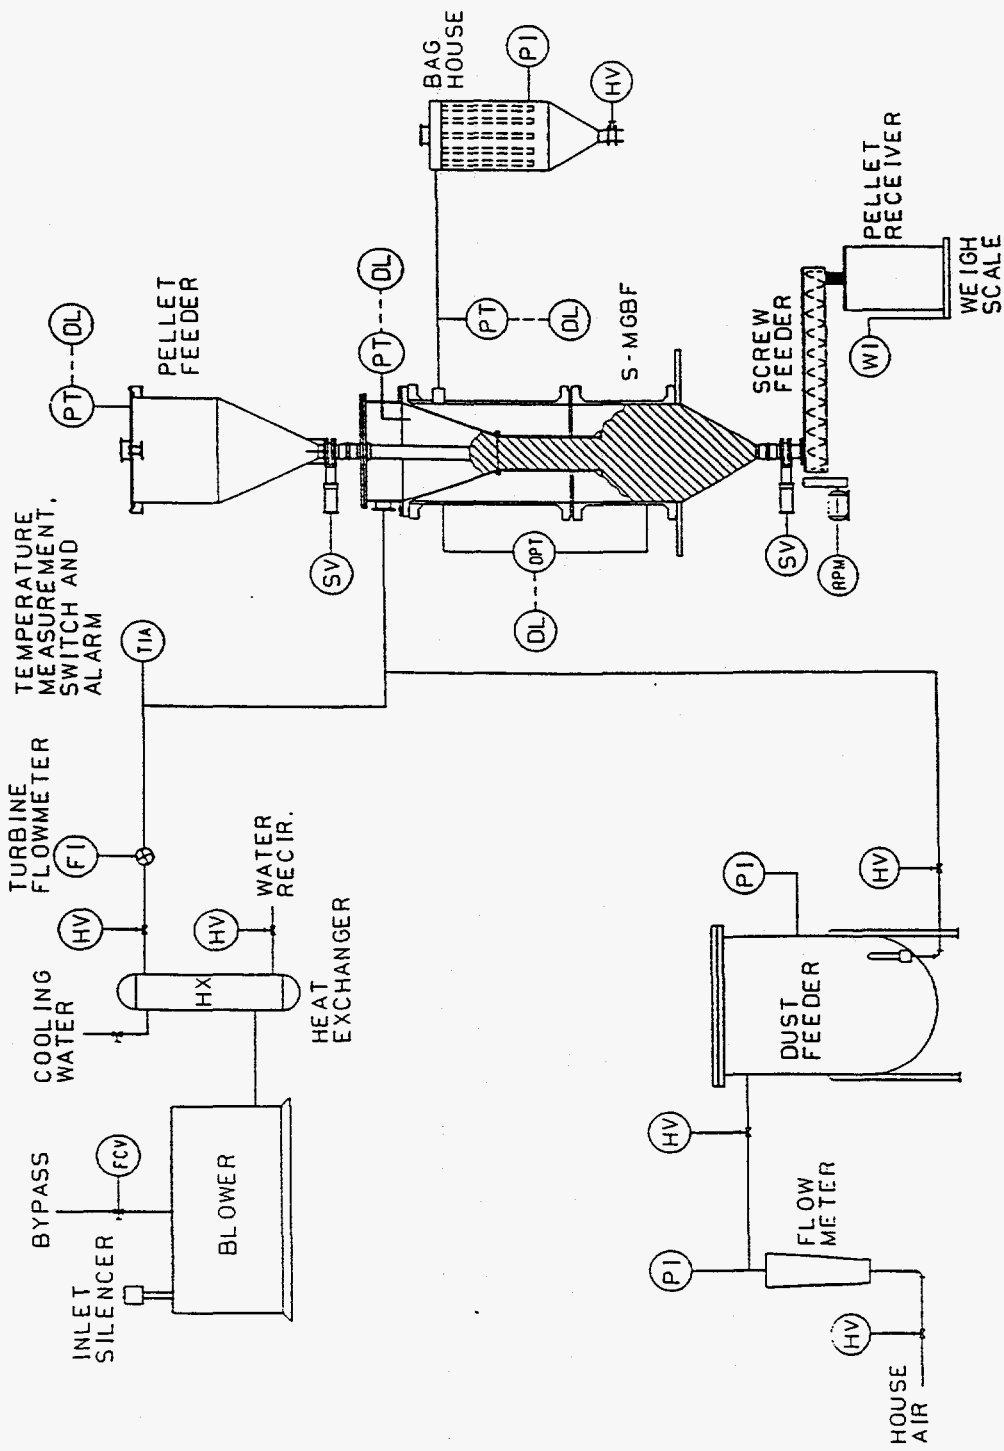 INLET
SILENCER
BYPASS
FCV
BLOWER
COOLING
WATER
HV
HX
HV
WATER
RECIR.
HEAT
EXCHANGER
TURBINE
FLOWMETER
FI
TEMPERATURE
MEASUREMENT,
SWITCH AND
ALARM
TIA
PT
DL
PELLET
FEEDER
SV
PT
DL
BAG
HOUSE
PI
HV
PT
DL
DPT
DL
S-MGBF
SV
RPM
SCREW
FEEDER
WI
PELLET
RECEIVER
WEIGH
SCALE
HOUSE
AIR
HV
PI
FLOW
METER
HV
DUST
FEEDER
PI
HV